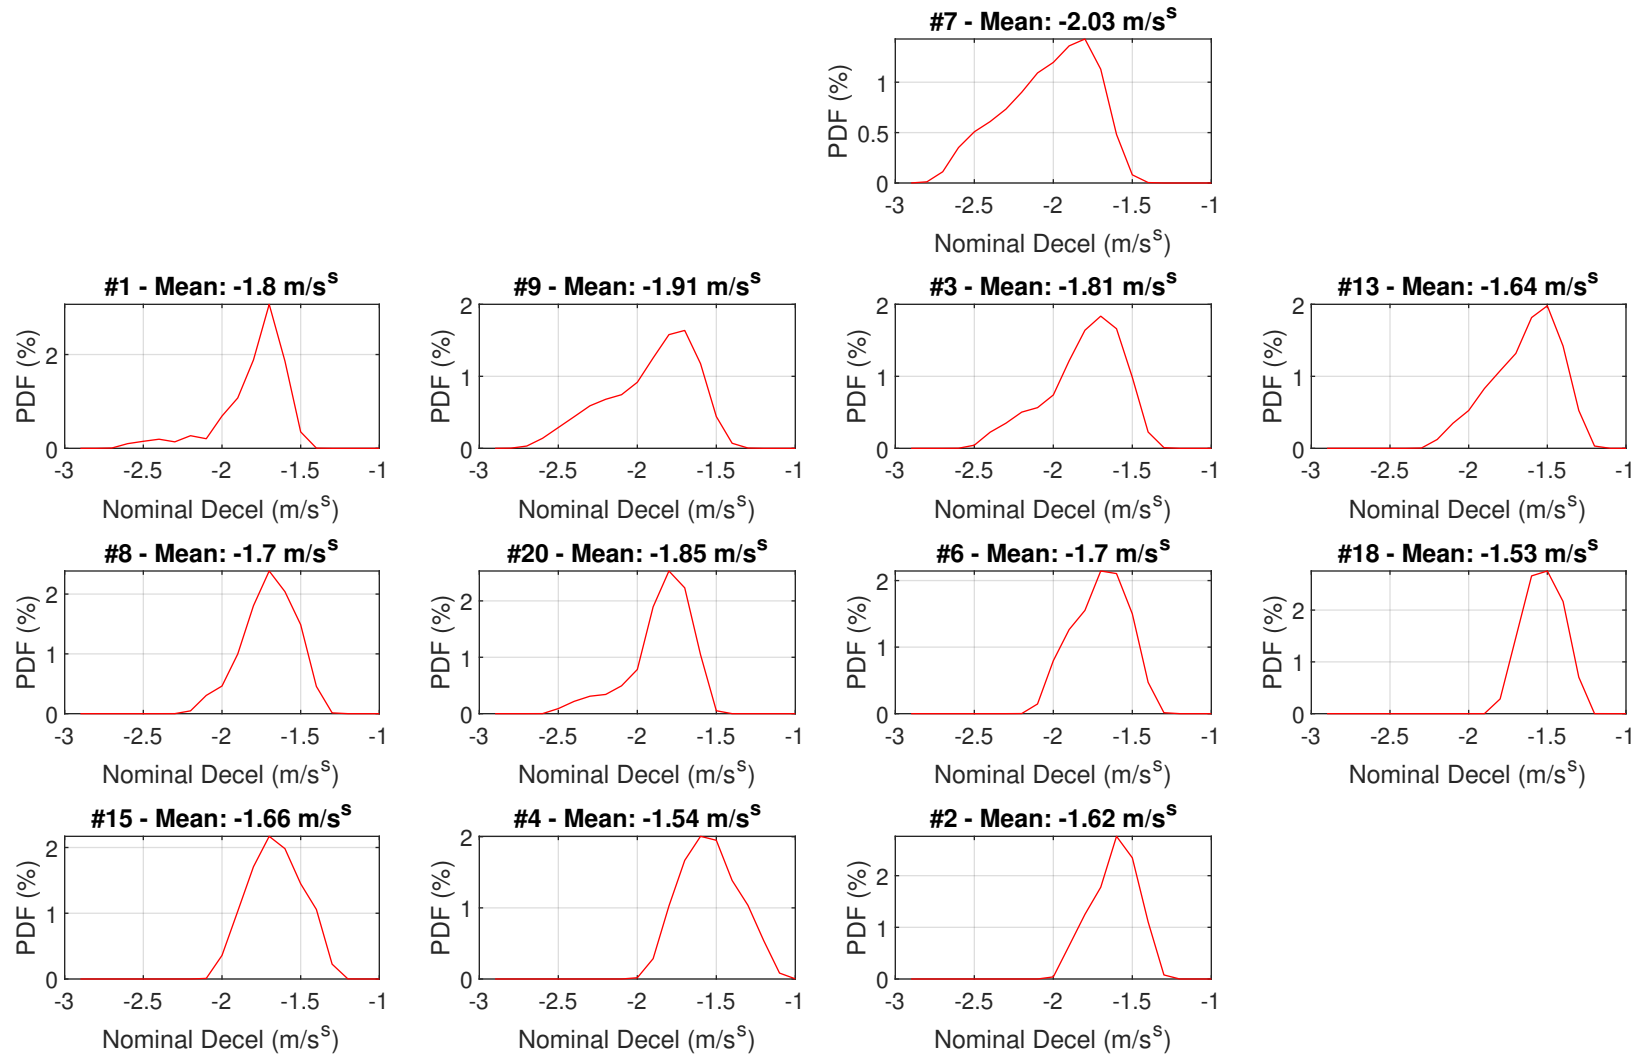 #7 - Mean: -2.03 m/s^s
PDF (%)
1
0.5
0
-3 -2.5 -2 -1.5 -1
Nominal Decel (m/s^s)
#1 - Mean: -1.8 m/s^s
PDF (%)
2
0
-3 -2.5 -2 -1.5 -1
Nominal Decel (m/s^s)
#9 - Mean: -1.91 m/s^s
PDF (%)
2
1
0
-3 -2.5 -2 -1.5 -1
Nominal Decel (m/s^s)
#3 - Mean: -1.81 m/s^s
PDF (%)
2
1
0
-3 -2.5 -2 -1.5 -1
Nominal Decel (m/s^s)
#13 - Mean: -1.64 m/s^s
PDF (%)
2
1
0
-3 -2.5 -2 -1.5 -1
Nominal Decel (m/s^s)
#8 - Mean: -1.7 m/s^s
PDF (%)
2
1
0
-3 -2.5 -2 -1.5 -1
Nominal Decel (m/s^s)
#20 - Mean: -1.85 m/s^s
PDF (%)
2
1
0
-3 -2.5 -2 -1.5 -1
Nominal Decel (m/s^s)
#6 - Mean: -1.7 m/s^s
PDF (%)
2
1
0
-3 -2.5 -2 -1.5 -1
Nominal Decel (m/s^s)
#18 - Mean: -1.53 m/s^s
PDF (%)
2
1
0
-3 -2.5 -2 -1.5 -1
Nominal Decel (m/s^s)
#15 - Mean: -1.66 m/s^s
PDF (%)
2
1
0
-3 -2.5 -2 -1.5 -1
Nominal Decel (m/s^s)
#4 - Mean: -1.54 m/s^s
PDF (%)
2
1
0
-3 -2.5 -2 -1.5 -1
Nominal Decel (m/s^s)
#2 - Mean: -1.62 m/s^s
PDF (%)
2
1
0
-3 -2.5 -2 -1.5 -1
Nominal Decel (m/s^s)